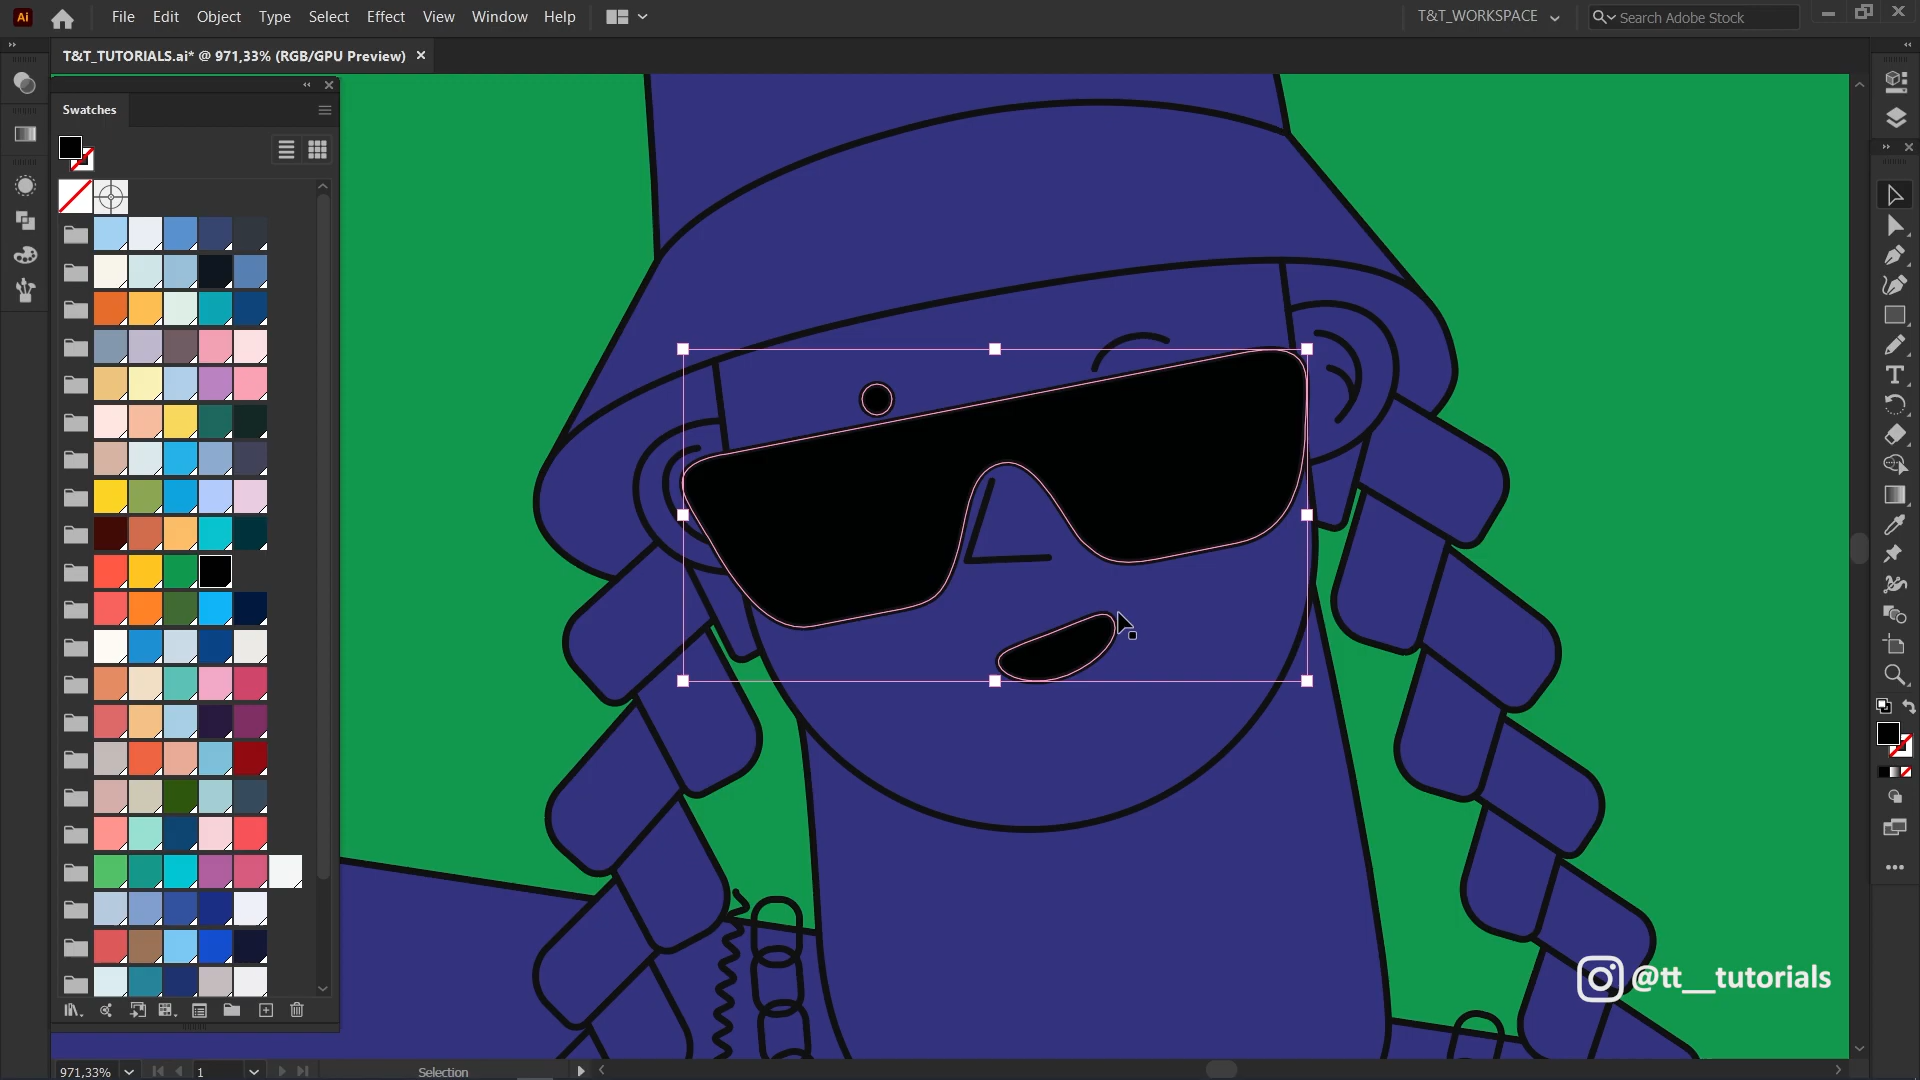 Ai File Edit Object Type Select Effect View Window Help T&T_WORKSPACE Search Adobe Stock
T&T_TUTORIALS.ai* @ 971,33% (RGB/GPU Preview)
Swatches
@tt__tutorials
971,33% 1 Selection